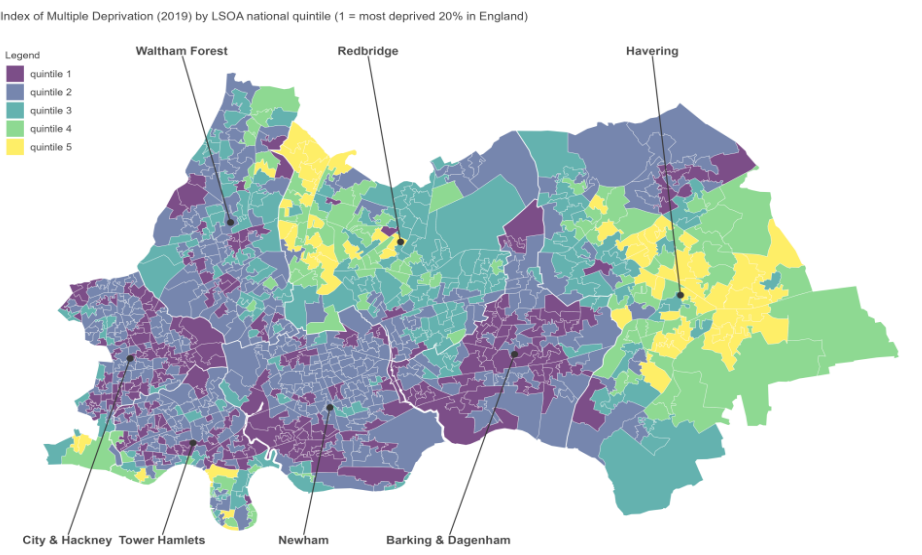 Index of Multiple Deprivation (2019) by LSOA national quintile (1 = most deprived 20% in England)
Waltham Forest
Redbridge
Havering
Legend
quintile 1
quintile 2
quintile 3
quintile 4
quintile 5
City & Hackney
Tower Hamlets
Newham
Barking & Dagenham